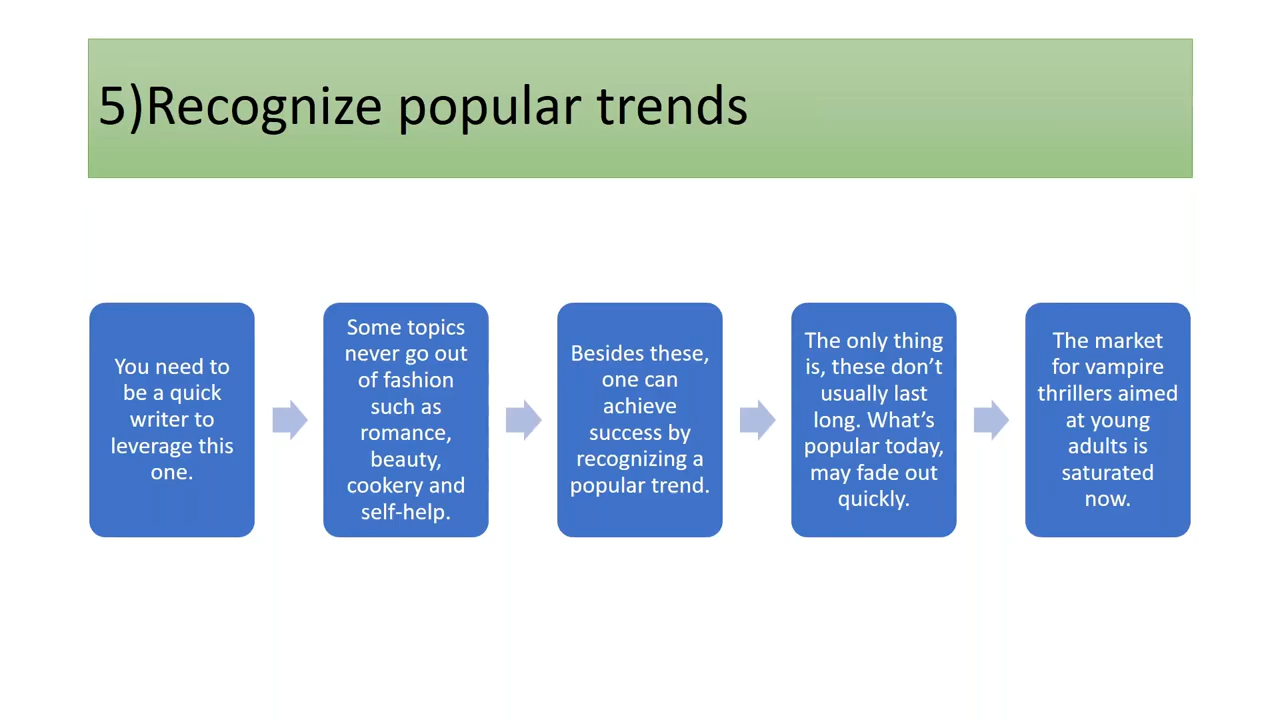 5)Recognize popular trends
You need to
be a quick
writer to
leverage this
one.
Some topics
never go out
of fashion
such as
romance,
beauty,
cookery and
self-help.
Besides these,
one can
achieve
success by
recognizing a
popular trend.
The only thing
is, these don’t
usually last
long. What’s
popular today,
may fade out
quickly.
The market
for vampire
thrillers aimed
at young
adults is
saturated
now.